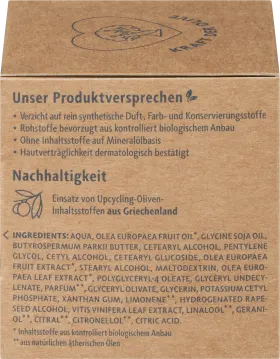 Unser Produktversprechen
• Verzicht auf rein synthetische Duft-, Farb- und Konservierungsstoffe
• Rohstoffe bevorzugt aus kontrolliert biologischem Anbau
• Ohne Inhaltsstoffe auf Mineralölbasis
• Hautverträglichkeit dermatologisch bestätigt
Nachhaltigkeit
Einsatz von Upcycling-Oliven-
Inhaltsstoffen aus Griechenland
INGREDIENTS: AQUA, OLEA EUROPAEA FRUIT OIL*, GLYCINE SOJA OIL,
BUTYROSPERMUM PARKII BUTTER, CETEARYL ALCOHOL, PENTYLENE
GLYCOL, CETYL ALCOHOL, CETEARYL GLUCOSIDE, OLEA EUROPAEA
FRUIT EXTRACT*, STEARYL ALCOHOL, MALTODEXTRIN, OLEA EURO-
PAEA LEAF EXTRACT*, POLYGLYCERYL-4 OLEATE, GLYCERYL UNDECY-
LENATE, PARFUM**, GLYCERYL OLIVATE, GLYCERIN, POTASSIUM CETYL
PHOSPHATE, XANTHAN GUM, LIMONENE**, HYDROGENATED RAPE-
SEED ALCOHOL, VITIS VINIFERA LEAF EXTRACT, LINALOOL**, GERANI-
OL**, CITRAL**, CITRONELLOL**, CITRIC ACID.
* Inhaltsstoffe aus kontrolliert biologischem Anbau
** aus natürlichen ätherischen Ölen